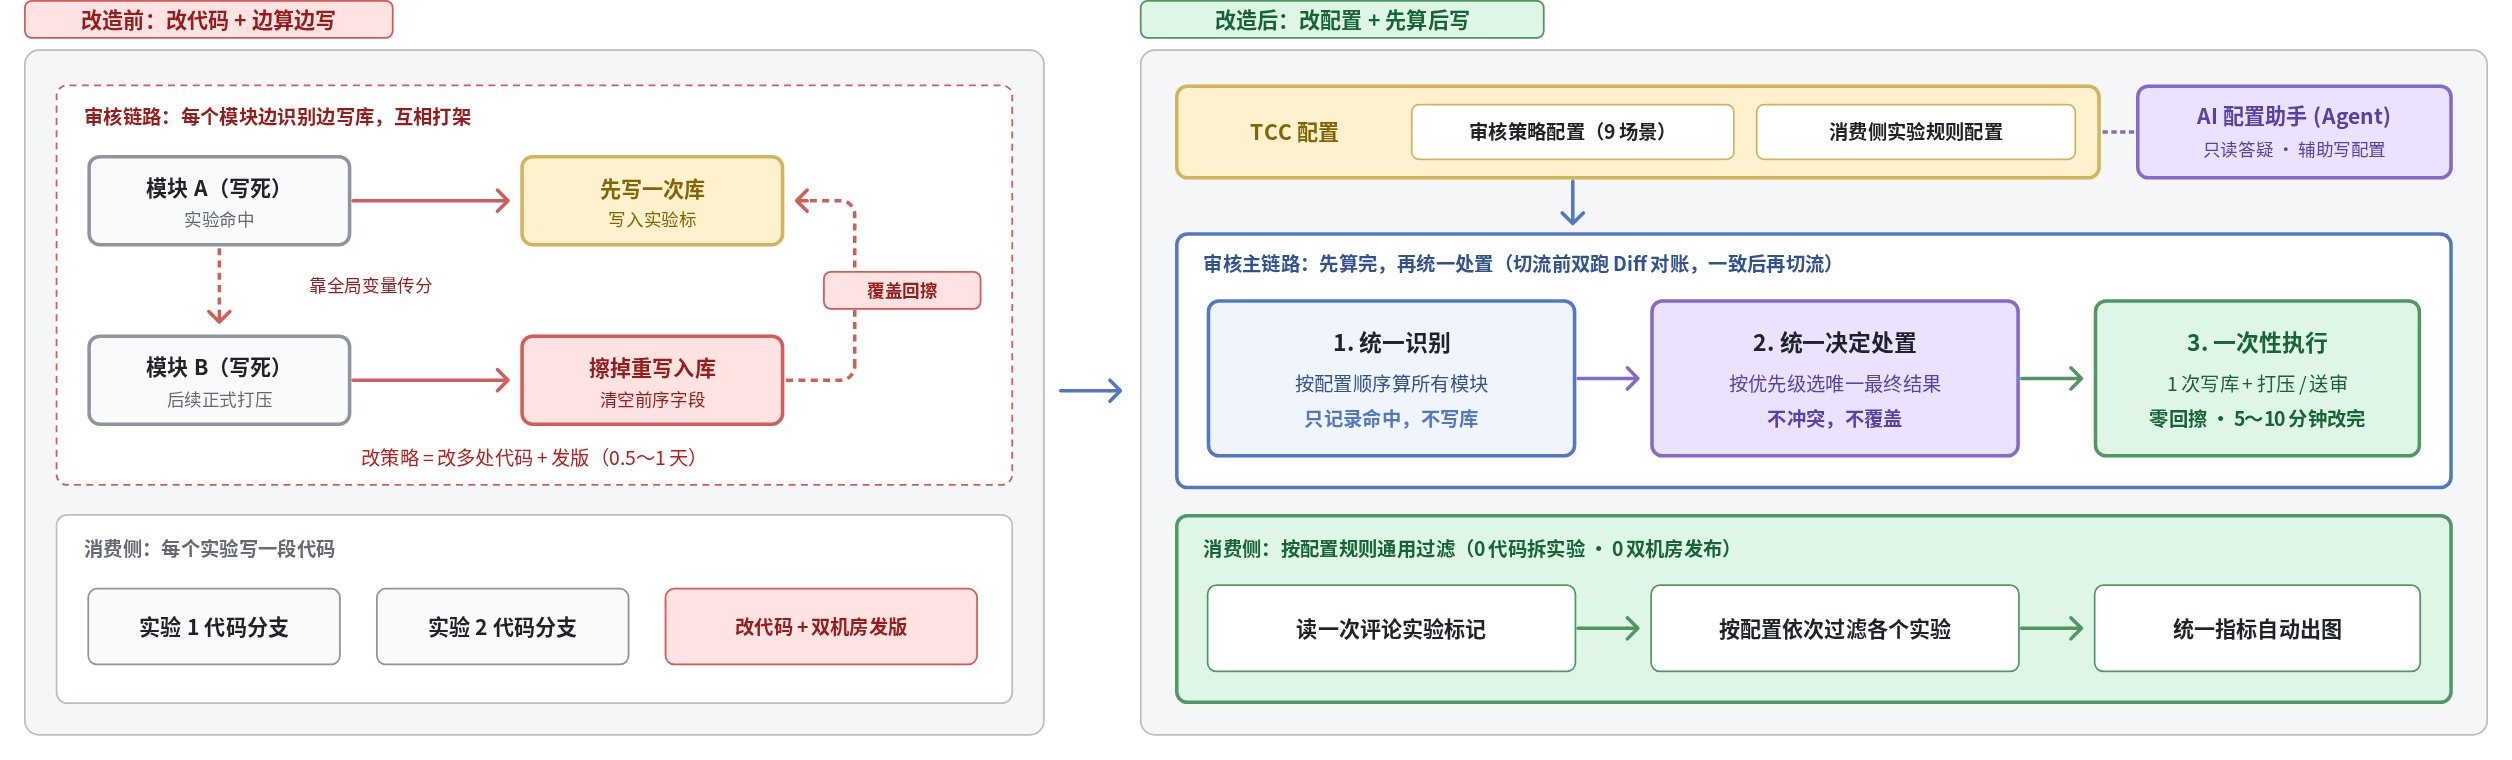 改造前：改代码 + 边算边写
审核链路：每个模块边识别边写库，互相打架
模块 A（写死）
实验命中
先写一次库
写入实验标
靠全局变量传分
覆盖回擦
模块 B（写死）
后续正式打压
擦掉重写入库
清空前序字段
改策略 = 改多处代码 + 发版（0.5～1 天）
消费侧：每个实验写一段代码
实验 1 代码分支
实验 2 代码分支
改代码 + 双机房发版
改造后：改配置 + 先算后写
TCC 配置
审核策略配置（9 场景）
消费侧实验规则配置
AI 配置助手 (Agent)
只读答疑 · 辅助写配置
审核主链路：先算完，再统一处置（切流前双跑 Diff 对账，一致后再切流）
1. 统一识别
按配置顺序算所有模块
只记录命中，不写库
2. 统一决定处置
按优先级选唯一最终结果
不冲突，不覆盖
3. 一次性执行
1 次写库 + 打压 / 送审
零回擦 · 5～10 分钟改完
消费侧：按配置规则通用过滤（0 代码拆实验 · 0 双机房发布）
读一次评论实验标记
按配置依次过滤各个实验
统一指标自动出图